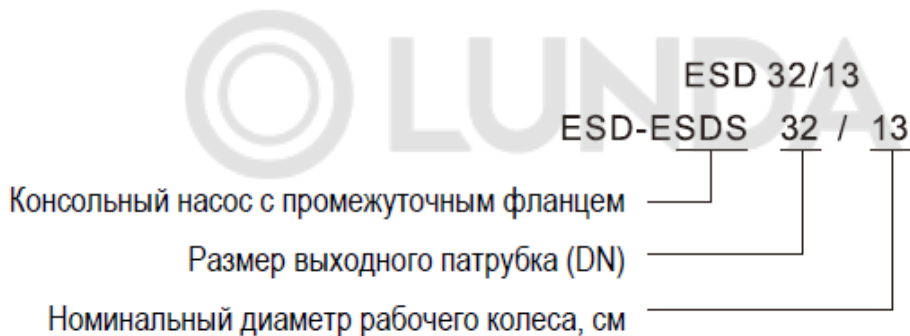 LUNDA
ESD 32/13
ESD-ESDS 32 / 13
Консольный насос с промежуточным фланцем
Размер выходного патрубка (DN)
Номинальный диаметр рабочего колеса, см